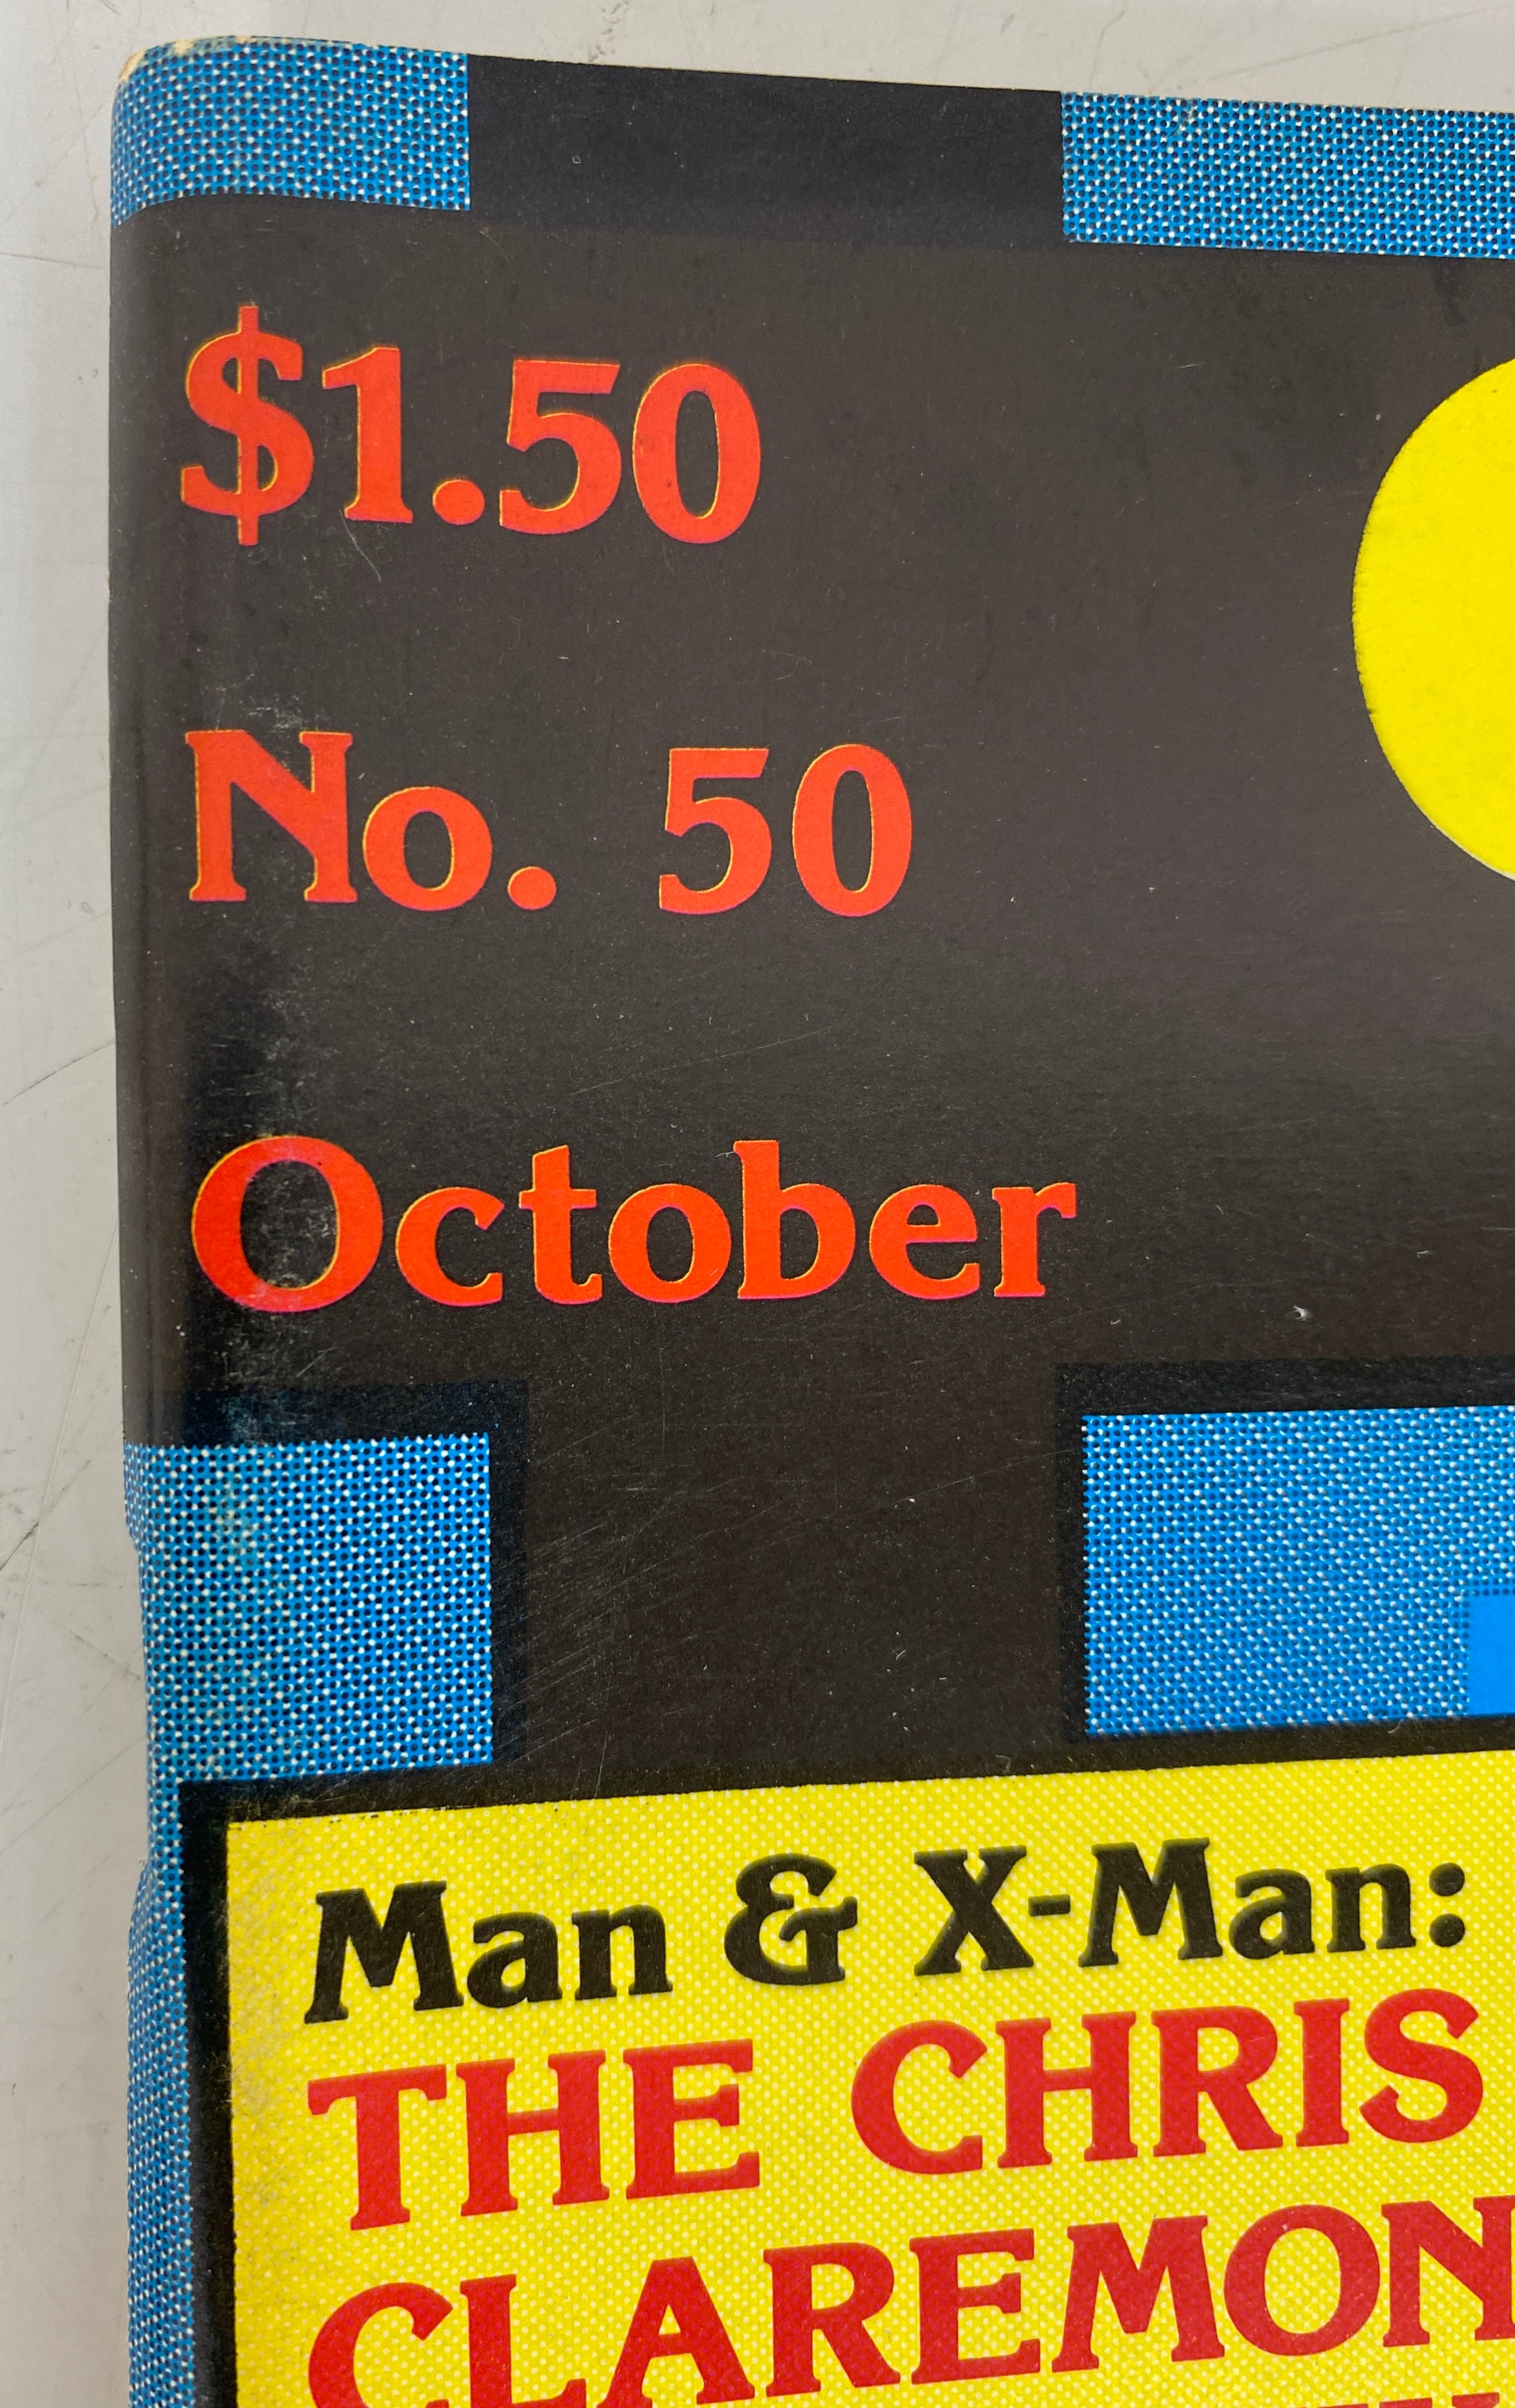 $1.50
No. 50
October
Man & X-Man:
THE CHRIS
CLAREMON